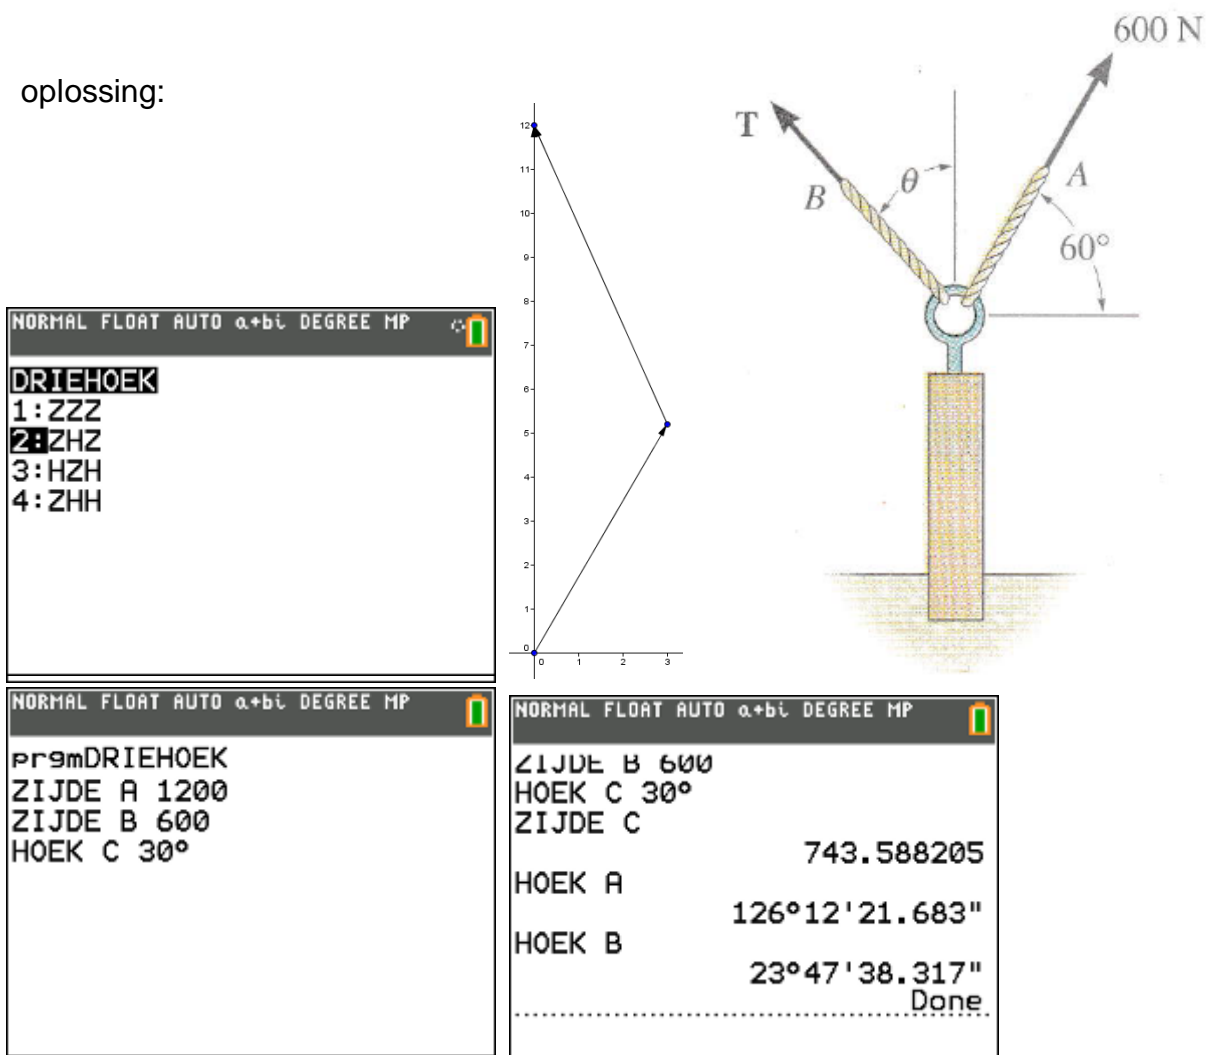 oplossing:
600 N
T
B
θ
A
60°
12
11
10
9
8
7
6
5
4
3
2
1
0
0 1 2 3
NORMAL FLOAT AUTO a+bi DEGREE MP
DRIEHOEK
1:ZZZ
2:ZHZ
3:HZH
4:ZHH
NORMAL FLOAT AUTO a+bi DEGREE MP
prgmDRIEHOEK
ZIJDE A 1200
ZIJDE B 600
HOEK C 30°
NORMAL FLOAT AUTO a+bi DEGREE MP
ZIJDE B 600
HOEK C 30°
ZIJDE C
743.588205
HOEK A
126°12'21.683"
HOEK B
23°47'38.317"
Done